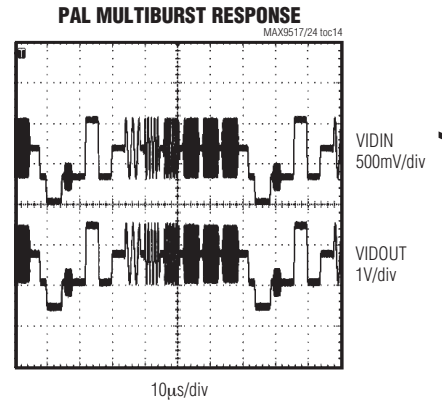 PAL MULTIBURST RESPONSE
MAX9517/24 toc14
T
VIDIN
500mV/div
VIDOUT
1V/div
10μs/div